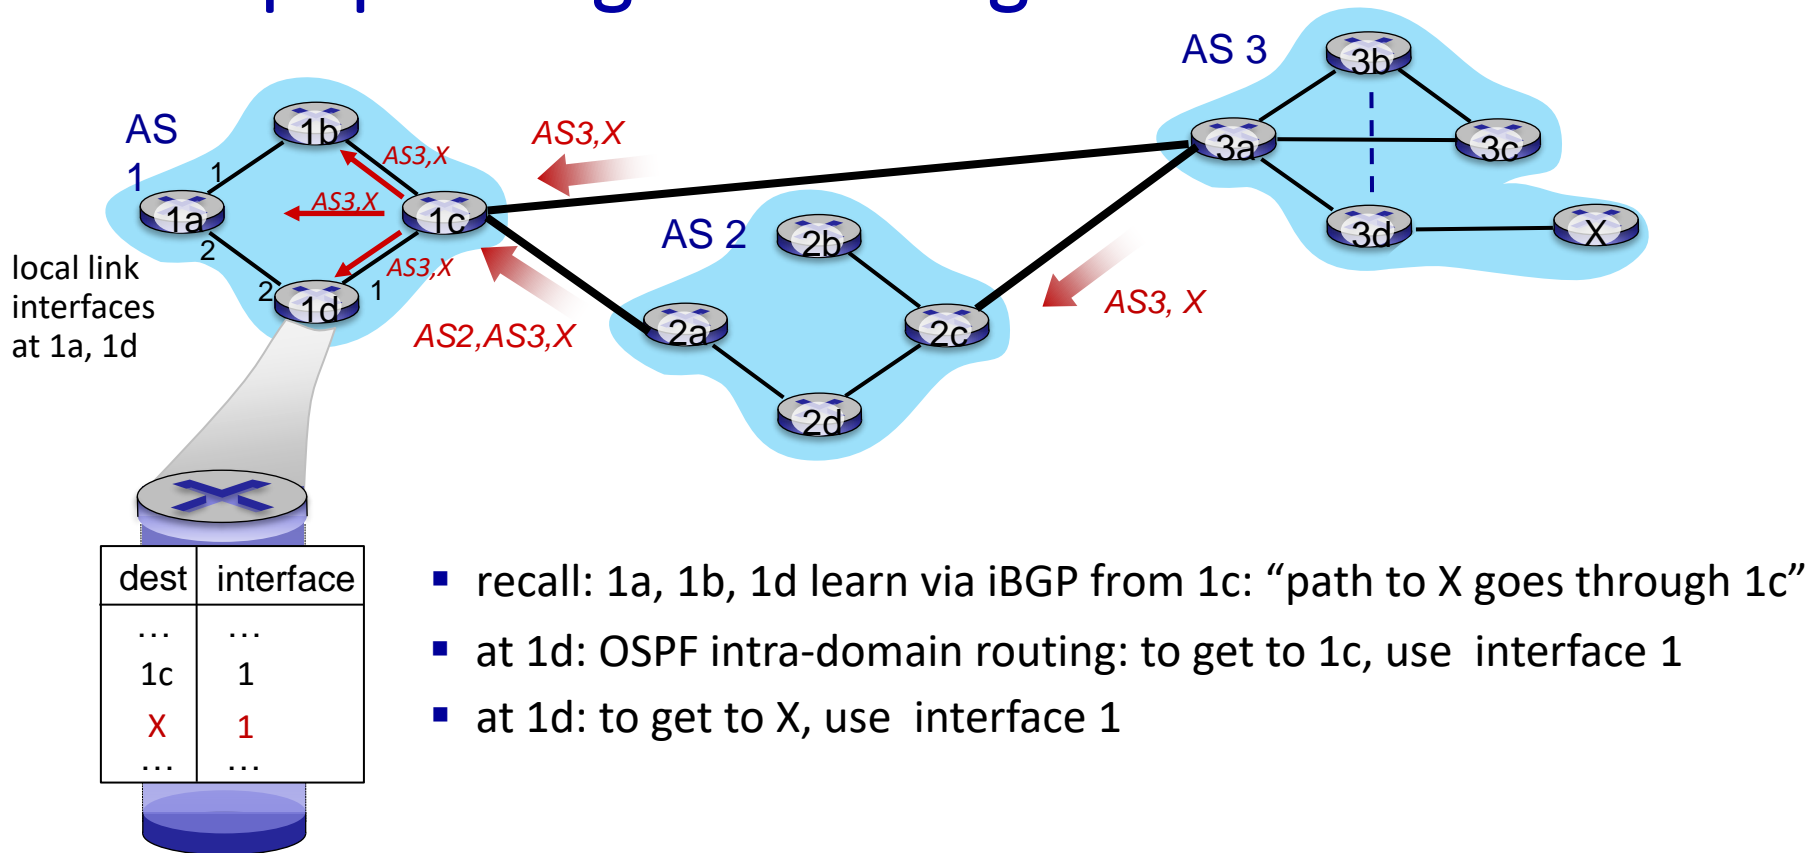 AS 3
3b
AS
1
1b
AS3,X
AS3,X
3a
3c
1
1a
AS3,X
1c
AS 2
2b
3d
X
2
local link
interfaces
at 1a, 1d
2
1d
1
AS3,X
AS2,AS3,X
2a
2c
AS3, X
2d
dest interface
... ...
1c 1
X 1
... ...
▪ recall: 1a, 1b, 1d learn via iBGP from 1c: “path to X goes through 1c”
▪ at 1d: OSPF intra-domain routing: to get to 1c, use interface 1
▪ at 1d: to get to X, use interface 1